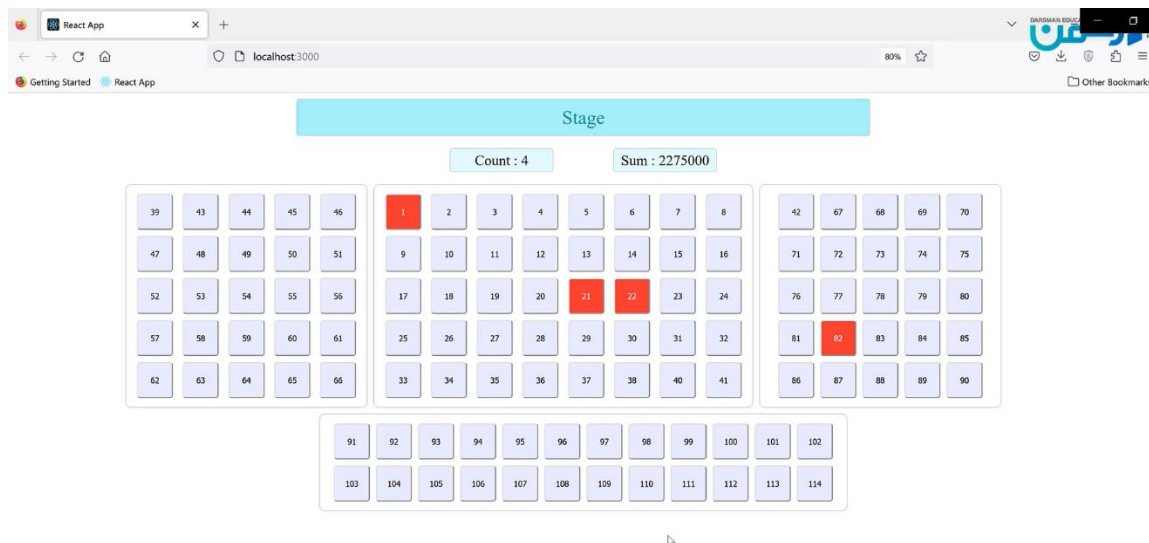 React App
localhost:3000
80%
Getting Started React App
Other Bookmarks
Stage
Count : 4 Sum : 2275000
39 43 44 45 46 1 2 3 4 5 6 7 8 42 67 68 69 70
47 48 49 50 51 9 10 11 12 13 14 15 16 71 72 73 74 75
52 53 54 55 56 17 18 19 20 21 22 23 24 76 77 78 79 80
57 58 59 60 61 25 26 27 28 29 30 31 32 81 82 83 84 85
62 63 64 65 66 33 34 35 36 37 38 40 41 86 87 88 89 90
91 92 93 94 95 96 97 98 99 100 101 102
103 104 105 106 107 108 109 110 111 112 113 114